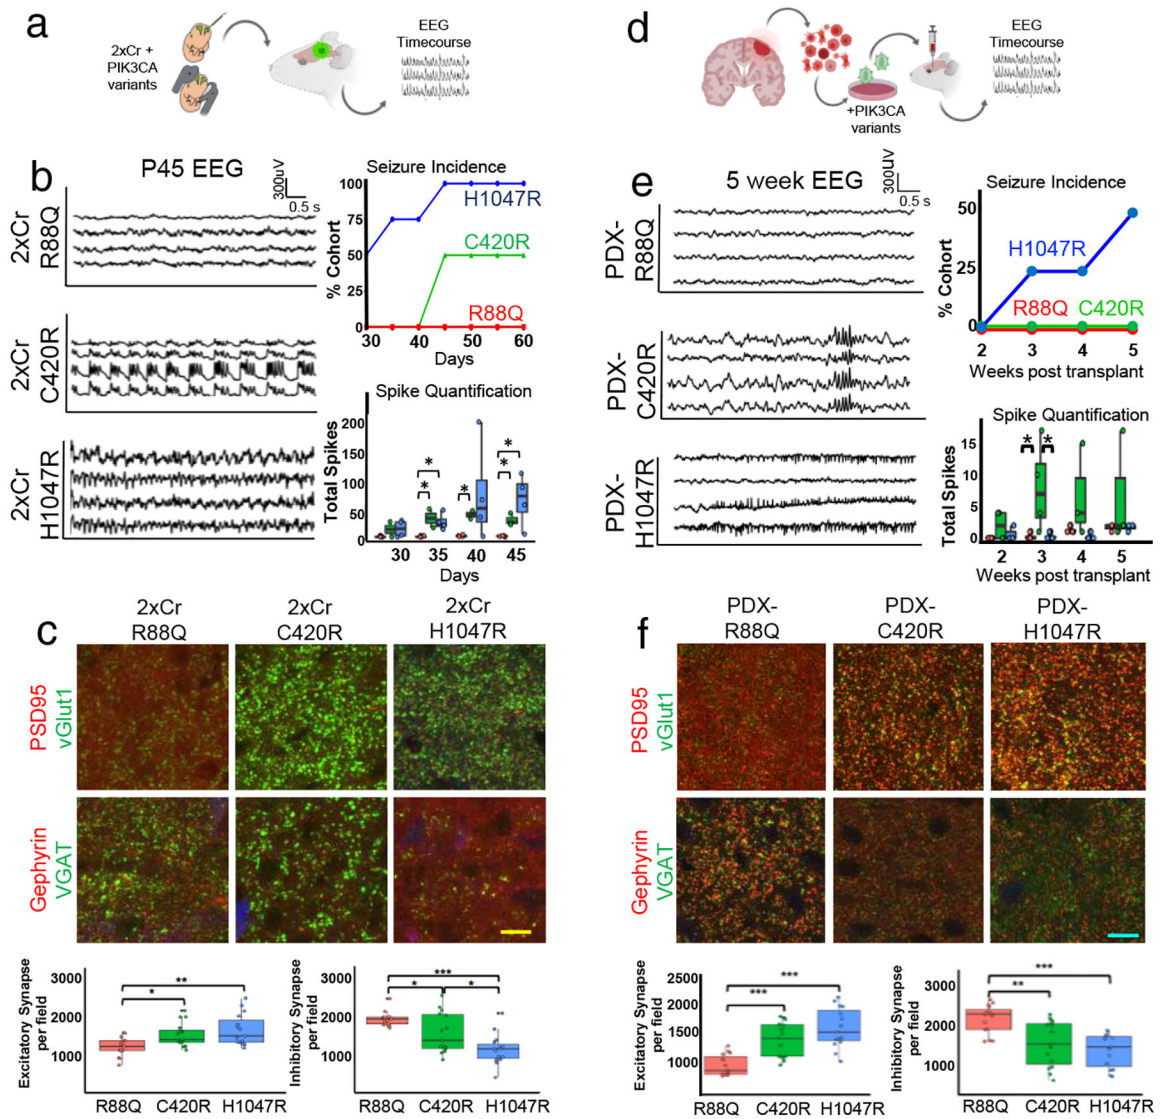 a
2xCr +
PIK3CA
variants
EEG
Timecourse
b
P45 EEG
300uV
0.5 s
2xCr
R88Q
2xCr
C420R
2xCr
H1047R
Seizure Incidence
% Cohort
100
75
50
25
0
H1047R
C420R
R88Q
30
40
50
60
Days
Spike Quantification
Total Spikes
200
150
100
50
0
*
*
*
*
*
30
35
40
45
Days
c
2xCr
R88Q
2xCr
C420R
2xCr
H1047R
PSD95
vGlut1
Gephyrin
VGAT
Excitatory Synapse
per field
3000
2000
1000
*
**
R88Q
C420R
H1047R
Inhibitory Synapse
per field
3000
2000
1000
***
*
*
R88Q
C420R
H1047R
d
+PIK3CA
variants
EEG
Timecourse
e
5 week EEG
300uV
0.5 s
PDX-
R88Q
PDX-
C420R
PDX-
H1047R
Seizure Incidence
% Cohort
50
25
0
H1047R
R88Q
C420R
2
3
4
5
Weeks post transplant
Spike Quantification
Total Spikes
15
10
5
0
*
*
2
3
4
5
Weeks post transplant
f
PDX-
R88Q
PDX-
C420R
PDX-
H1047R
PSD95
vGlut1
Gephyrin
VGAT
Excitatory Synapse
per field
2500
2000
1500
1000
***
***
R88Q
C420R
H1047R
Inhibitory Synapse
per field
3000
2000
1000
***
**
R88Q
C420R
H1047R